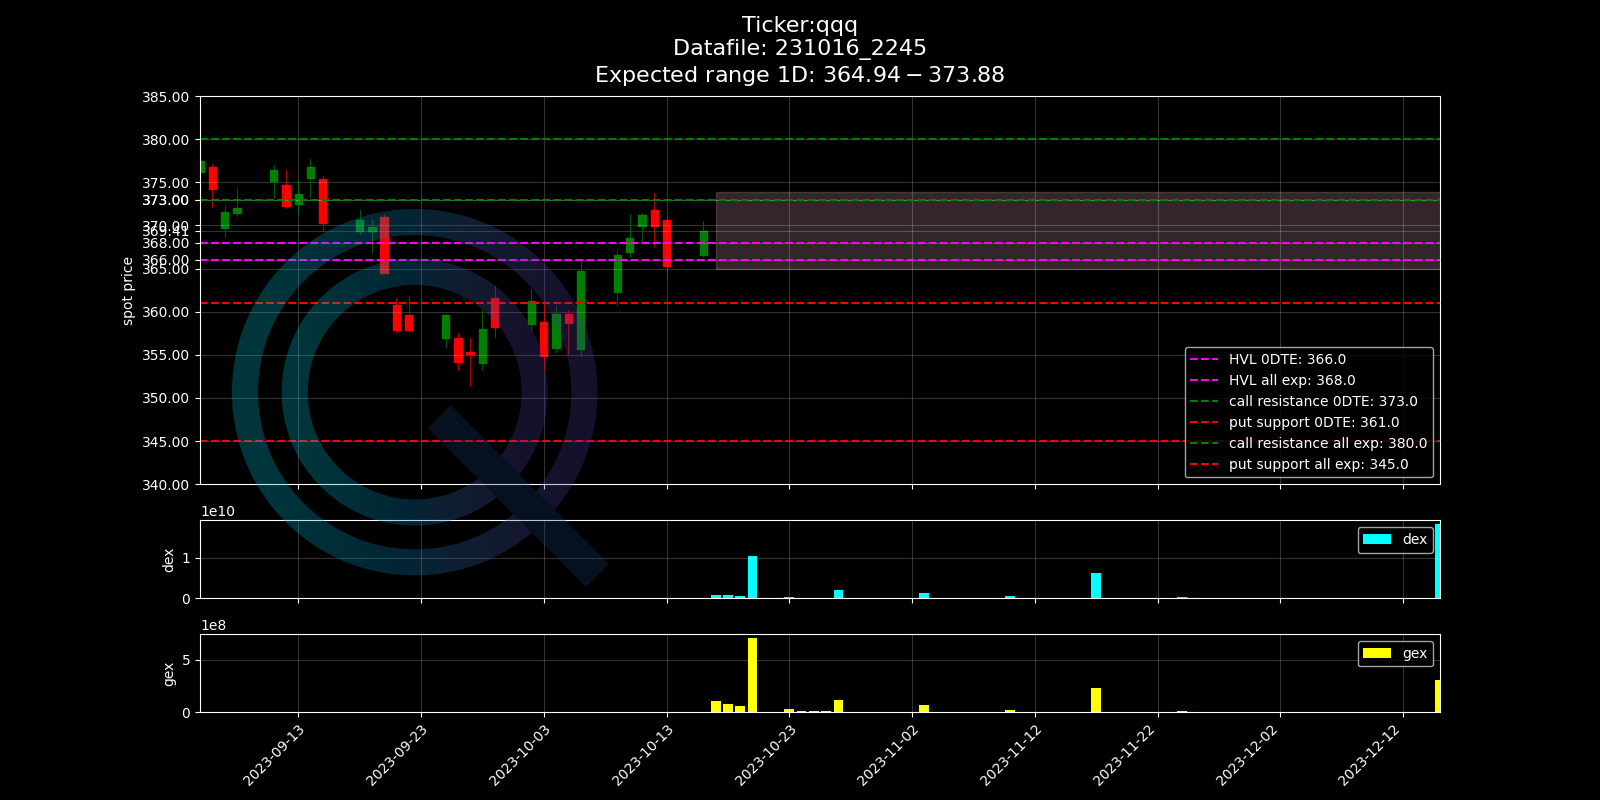 Ticker:qqq
Datafile: 231016_2245
Expected range 1D: 364.94 − 373.88
385.00
380.00
375.00
373.00
370.00
369.41
368.00
366.00
365.00
360.00
355.00
350.00
345.00
340.00
spot price
HVL 0DTE: 366.0
HVL all exp: 368.0
call resistance 0DTE: 373.0
put support 0DTE: 361.0
call resistance all exp: 380.0
put support all exp: 345.0
1e10
1
0
dex
dex
1e8
5
0
gex
gex
2023-09-13
2023-09-23
2023-10-03
2023-10-13
2023-10-23
2023-11-02
2023-11-12
2023-11-22
2023-12-02
2023-12-12